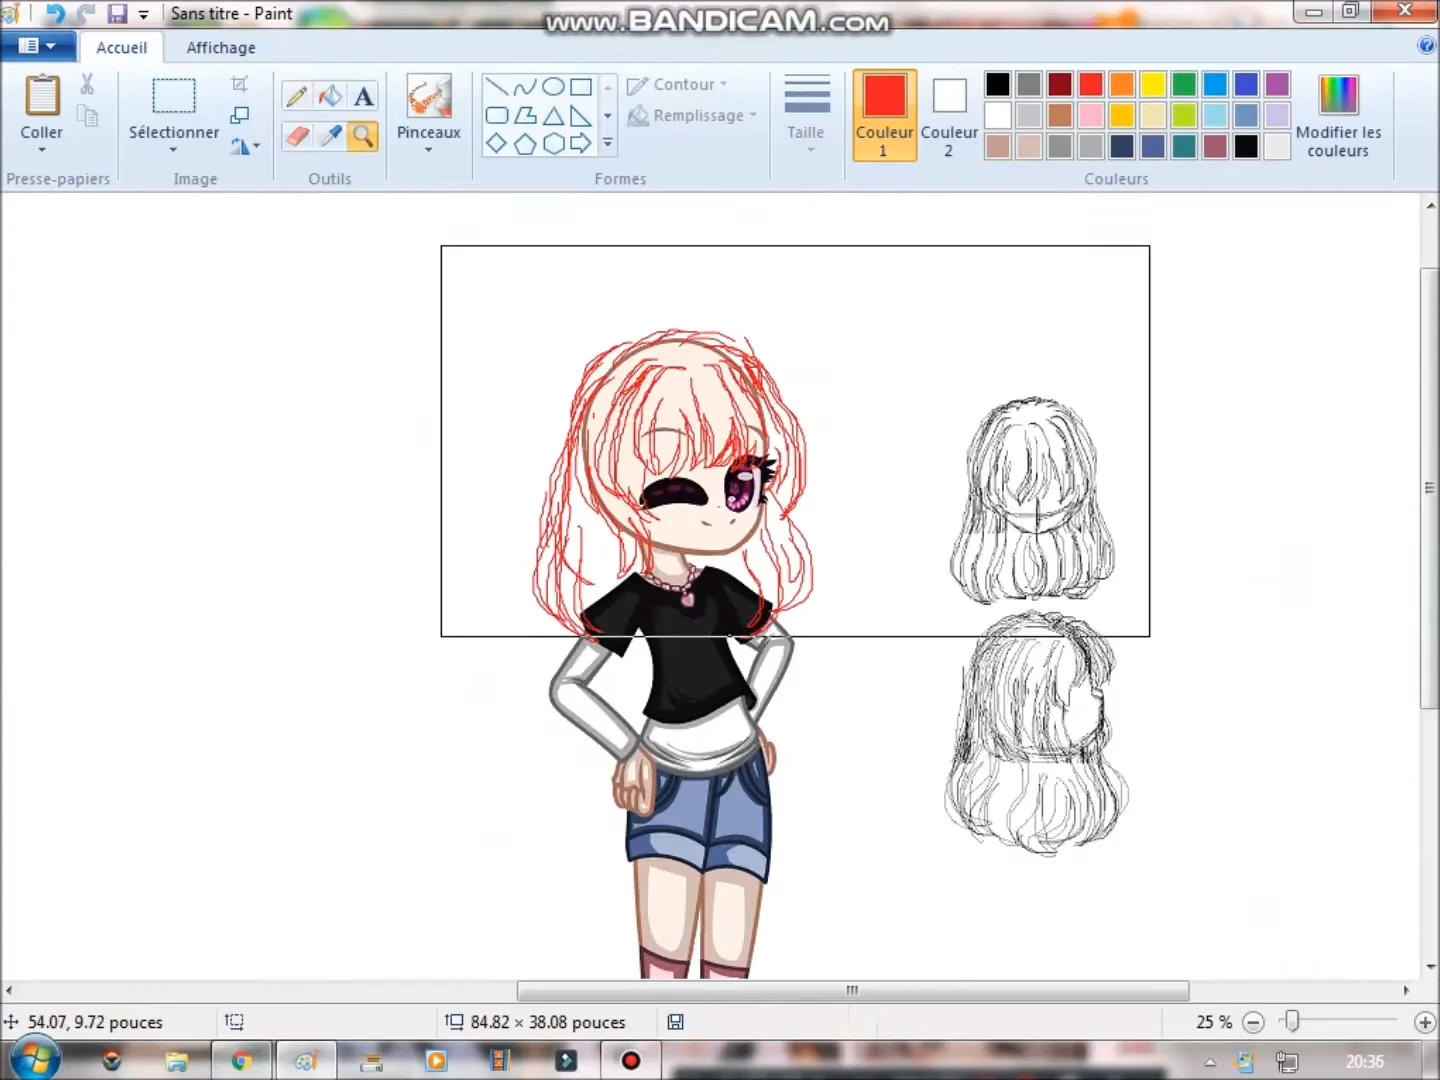 Sans titre - Paint
WWW.BANDICAM.COM
Accueil
Affichage
Coller
Sélectionner
Pinceaux
Contour
Remplissage
Taille
Couleur 1
Couleur 2
Modifier les couleurs
Presse-papiers
Image
Outils
Formes
Couleurs
54.07, 9.72 pouces
84.82 × 38.08 pouces
25 %
20:36